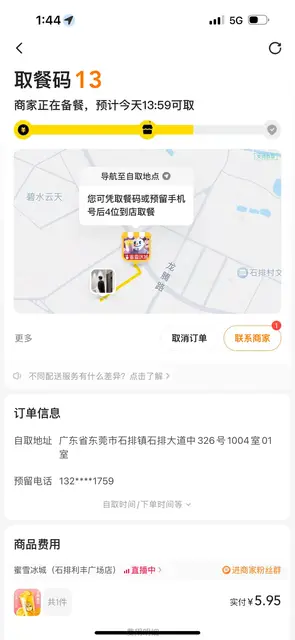 1:44
5G
取餐码 13
商家正在备餐，预计今天13:59可取
导航至自取地点
您可凭取餐码或预留手机
号后4位到店取餐
碧水云天
龙腾路
石排村文
更多
取消订单
联系商家
1
不同配送服务有什么差异？点击了解 >
订单信息
自取地址 广东省东莞市石排镇石排大道中326号1004室01
室
预留电话 132****1759
自取时间/下单时间等
商品费用
蜜雪冰城（石排利丰广场店） 直播中 >
进商家粉丝群
共1件
实付 ¥5.95